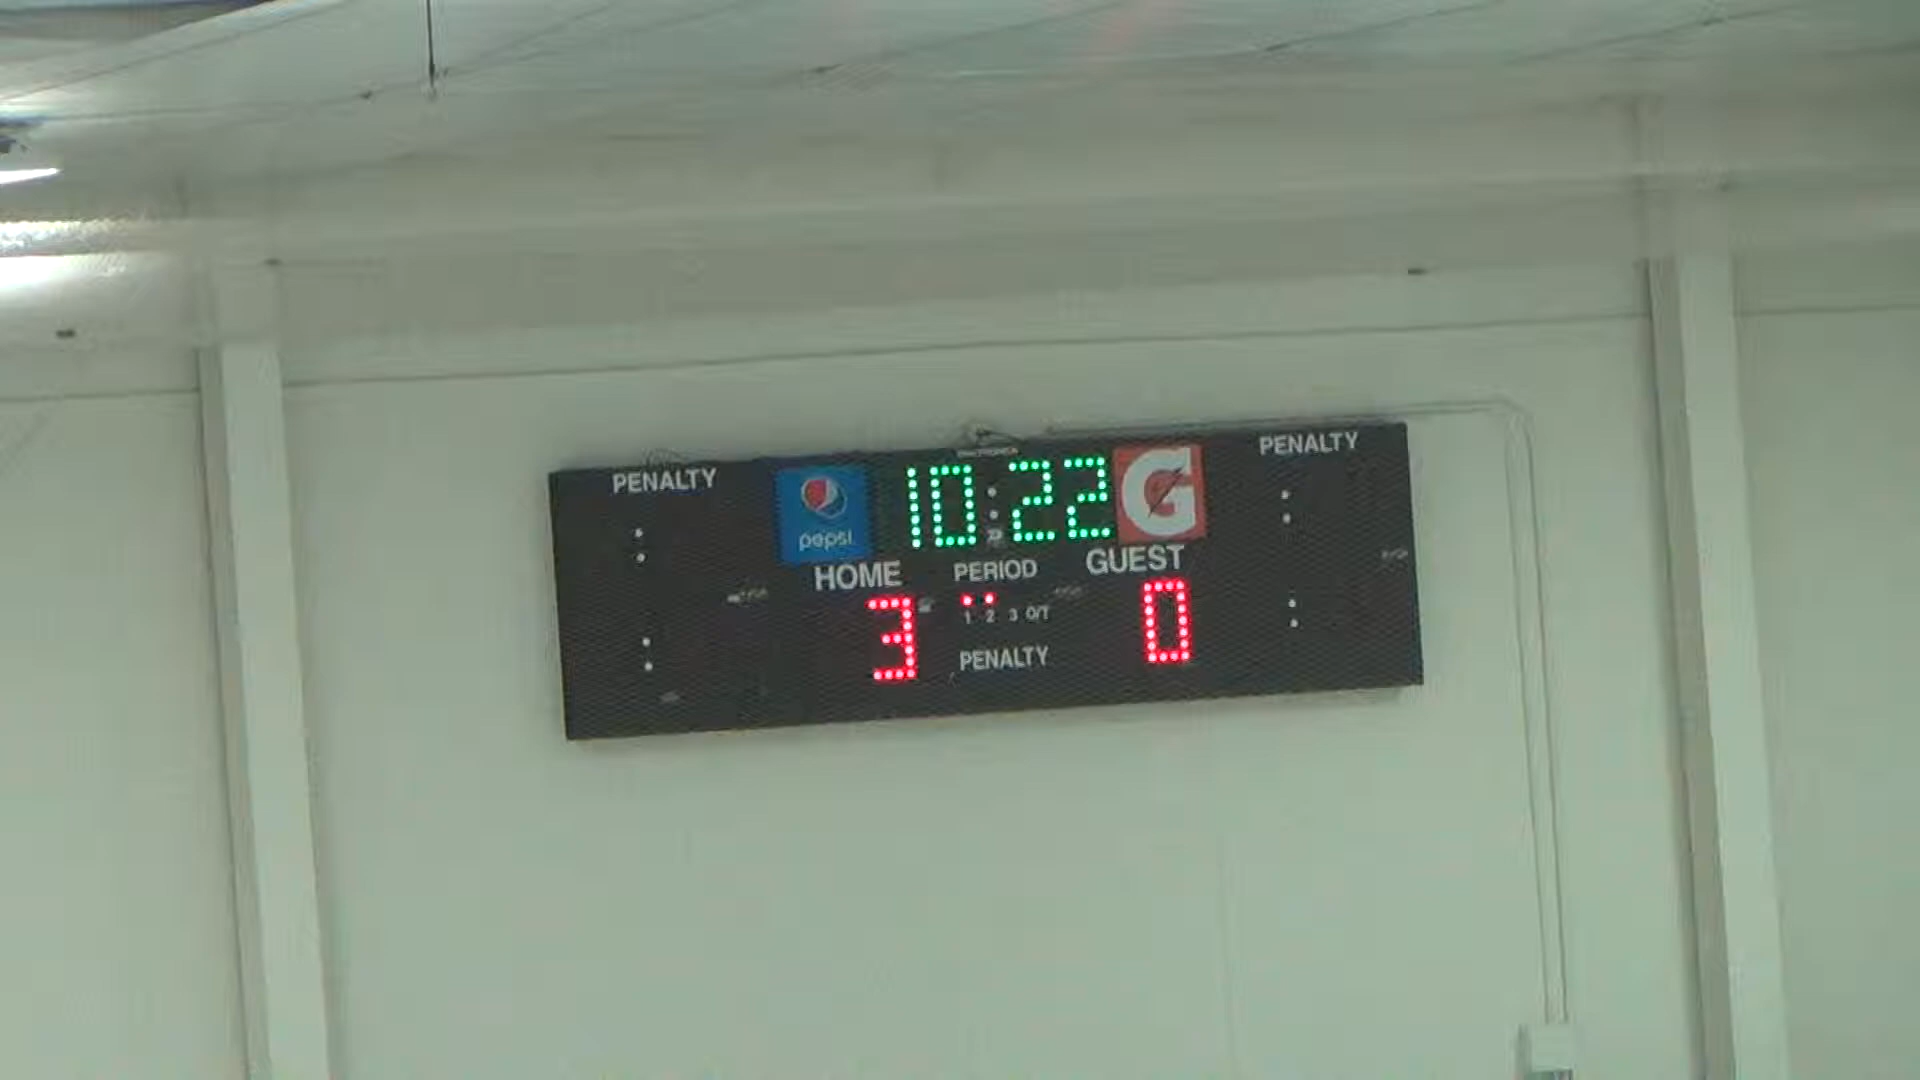 PENALTY
pepsi
10:22
G
PENALTY
HOME
PERIOD
GUEST
3
1 2 3 O/T
0
PENALTY